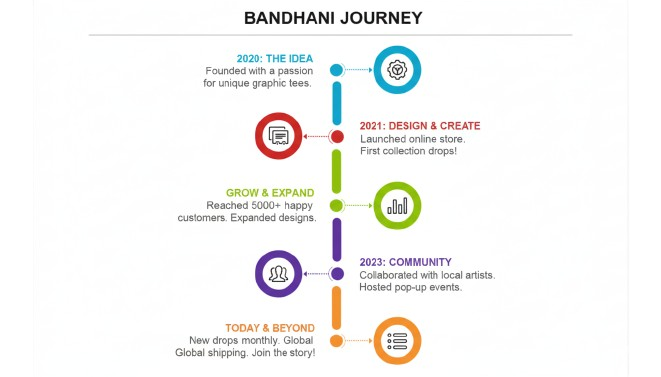 BANDHANI JOURNEY
2020: THE IDEA
Founded with a passion
for unique graphic tees.
2021: DESIGN & CREATE
Launched online store.
First collection drops!
GROW & EXPAND
Reached 5000+ happy
customers. Expanded designs.
2023: COMMUNITY
Collaborated with local artists.
Hosted pop-up events.
TODAY & BEYOND
New drops monthly. Global
Global shipping. Join the story!